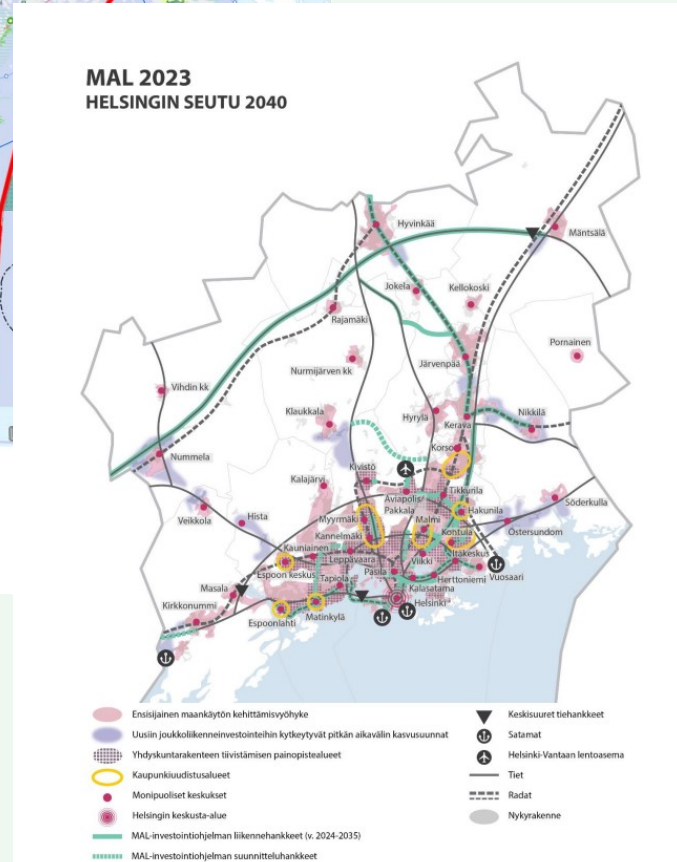 MAL 2023
HELSINGIN SEUTU 2040
Hyvinkää
Mäntsälä
Jokela
Kellokoski
Rajamäki
Pornainen
Nurmijärven kk
Järvenpää
Vihdin kk
Klaukkala
Hyrylä
Nikkilä
Kerava
Nummela
Korso
Kivistö
Kalajärvi
Tikkurila
Aviapolis
Söderkulla
Pakkala
Hakunila
Veikkola
Hista
Myyrmäki
Malmi
Östersundom
Kannelmäki
Kontula
Kauniainen
Leppävaara
Viikki
Itäkeskus
Espoon keskus
Pasila
Vuosaari
Masala
Tapiola
Herttoniemi
Kalasatama
Kirkkonummi
Helsinki
Matinkylä
Espoonlahti
Ensisijainen maankäytön kehittämisvyöhyke
Uusiin joukkoliikenneinvestointeihin kytkeytyvät pitkän aikavälin kasvusuunnat
Yhdyskuntarakenteen tiivistämisen painopistealueet
Kaupunkiuudistusalueet
Monipuoliset keskukset
Helsingin keskusta-alue
MAL-investointiohjelman liikennehankkeet (v. 2024-2035)
MAL-investointiohjelman suunnitteluhankkeet
Keskisuuret tiehankkeet
Satamat
Helsinki-Vantaan lentoasema
Tiet
Radat
Nykyrakenne